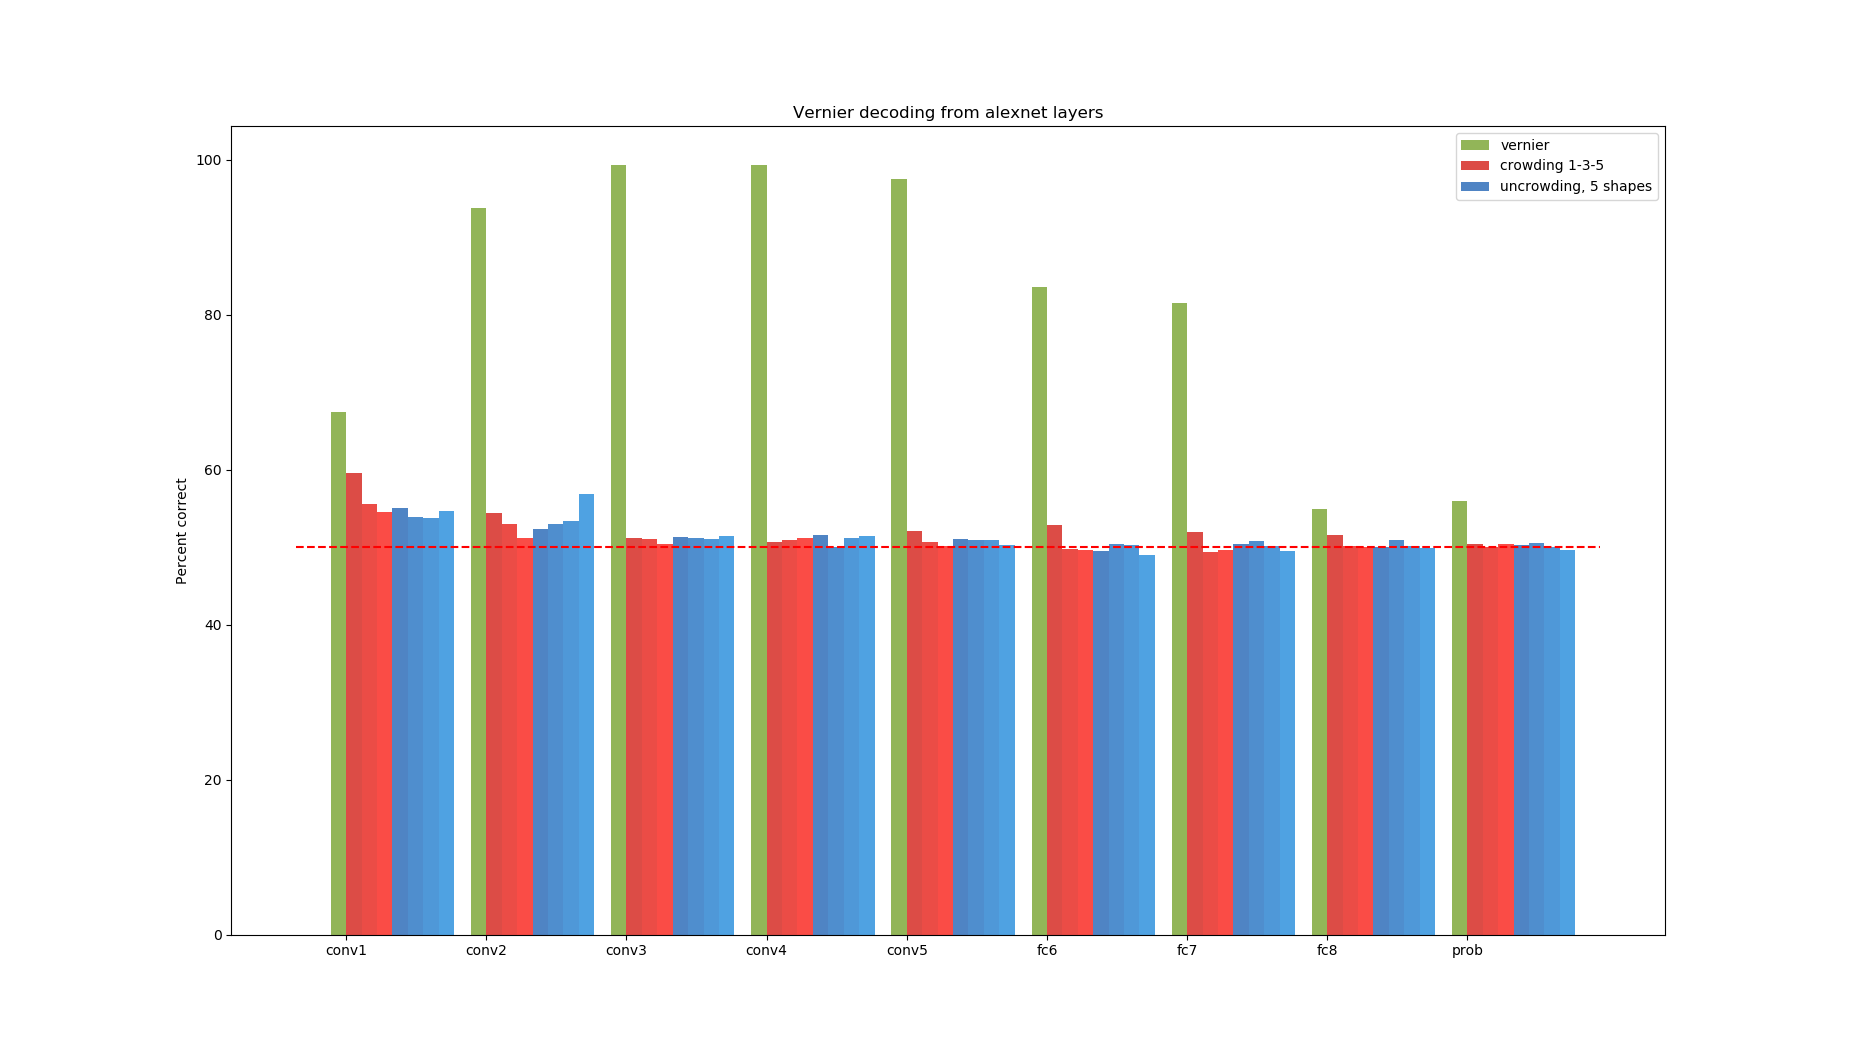 Vernier decoding from alexnet layers
vernier
crowding 1-3-5
uncrowding, 5 shapes
Percent correct
100
80
60
40
20
0
conv1 conv2 conv3 conv4 conv5 fc6 fc7 fc8 prob